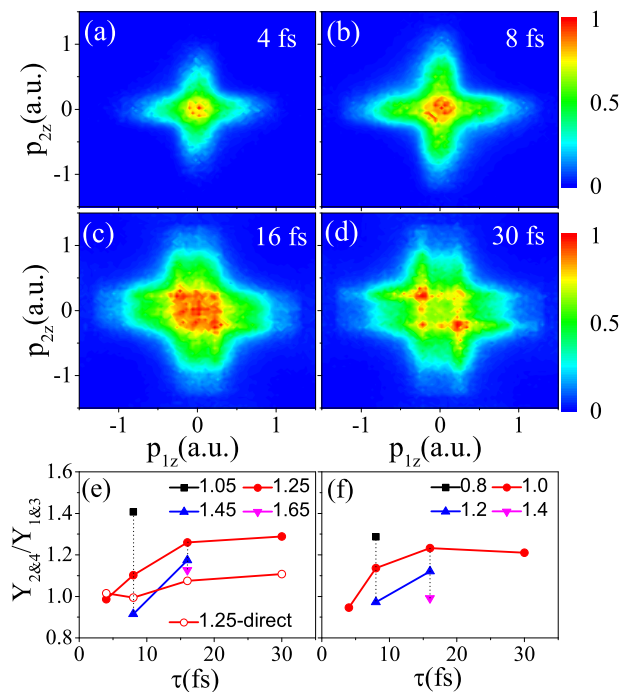 (a) 4 fs
(b) 8 fs
1
0.5
0
1
0
-1
p2z(a.u.)
(c) 16 fs
(d) 30 fs
1
0.5
0
1
0
-1
p2z(a.u.)
-1 0 1
-1 0 1
p1z(a.u.)
p1z(a.u.)
(e)
1.05 1.25
1.45 1.65
1.25-direct
1.6
1.4
1.2
1.0
0.8
Y2&4/Y1&3
0 10 20 30
τ(fs)
(f)
0.8 1.0
1.2 1.4
0 10 20 30
τ(fs)